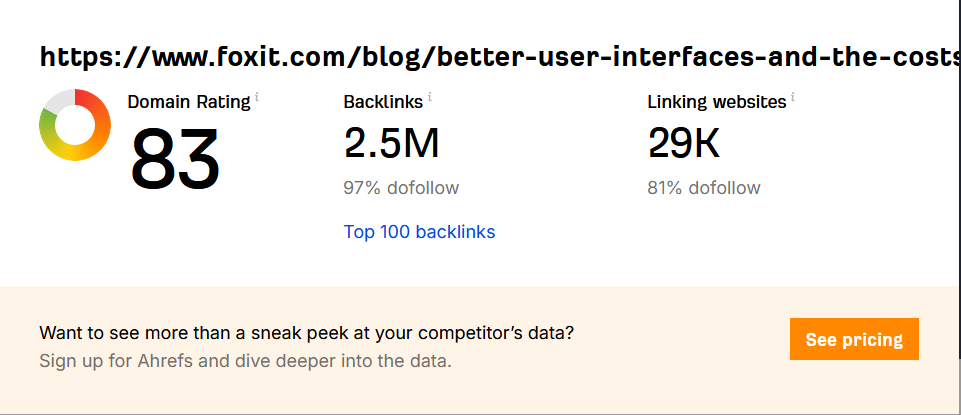 https://www.foxit.com/blog/better-user-interfaces-and-the-costs
Domain Rating i
83
Backlinks i
2.5M
97% dofollow
Top 100 backlinks
Linking websites i
29K
81% dofollow
Want to see more than a sneak peek at your competitor’s data?
Sign up for Ahrefs and dive deeper into the data.
See pricing